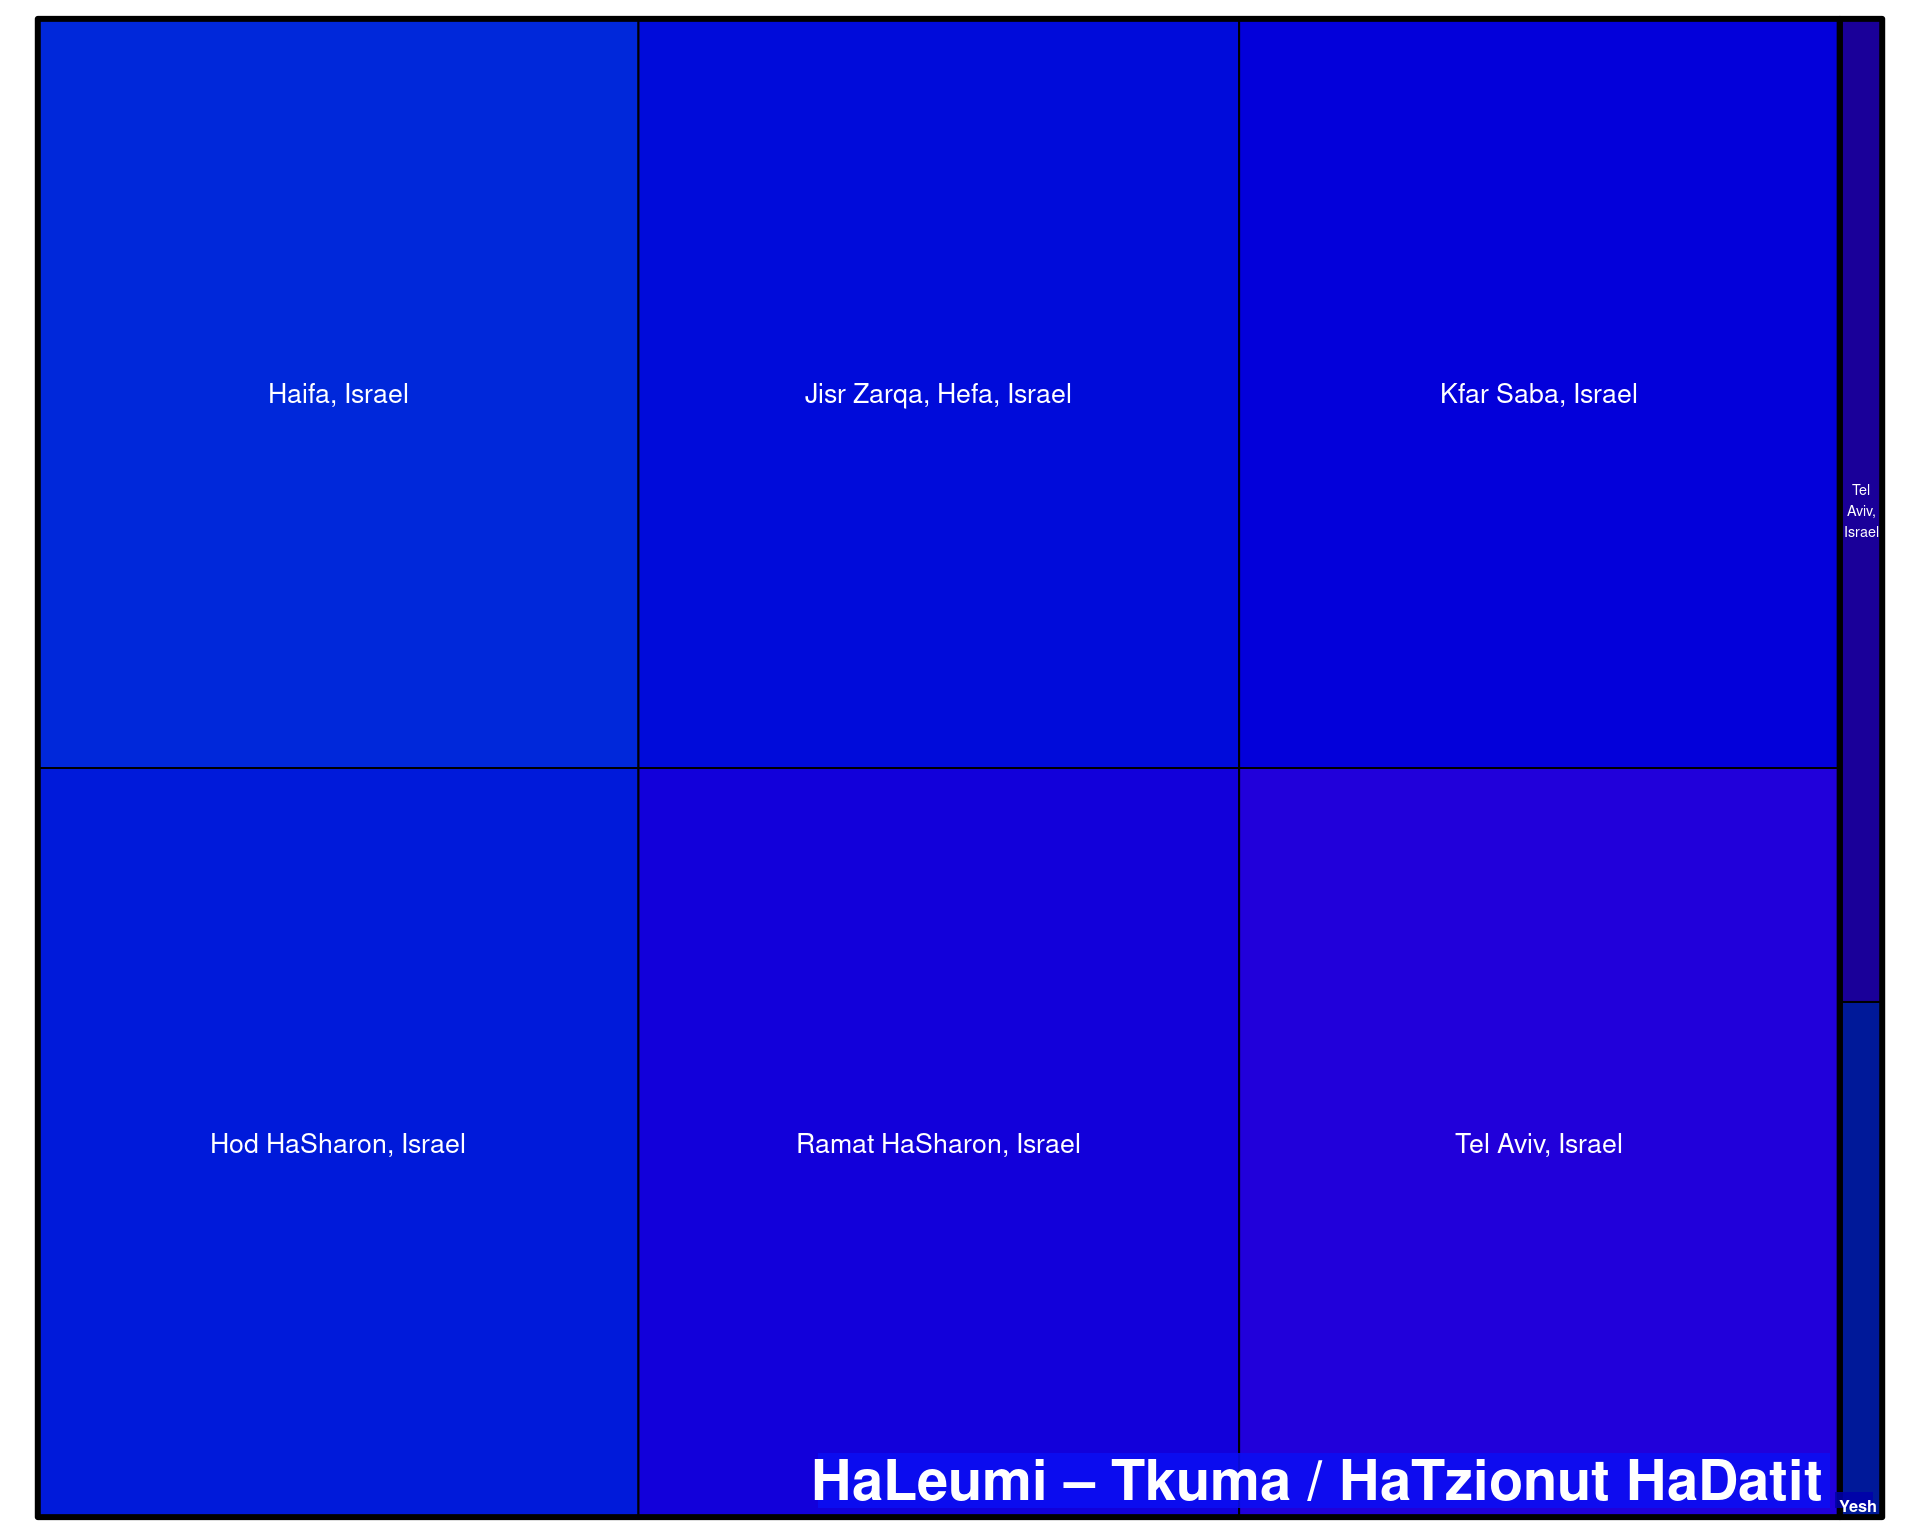 Haifa, Israel
Jisr Zarqa, Hefa, Israel
Kfar Saba, Israel
Tel
Aviv,
Israel
Hod HaSharon, Israel
Ramat HaSharon, Israel
Tel Aviv, Israel
HaLeumi – Tkuma / HaTzionut HaDatit
Yesh